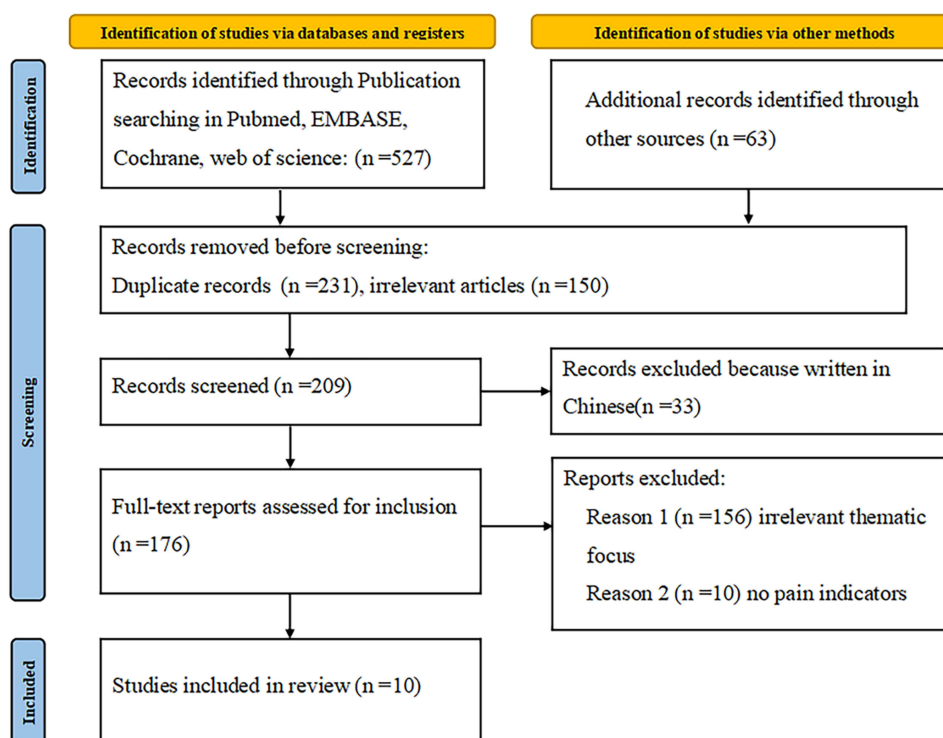 Identification of studies via databases and registers
Identification of studies via other methods
Identification
Records identified through Publication
searching in Pubmed, EMBASE,
Cochrane, web of science: (n =527)
Additional records identified through
other sources (n =63)
Screening
Records removed before screening:
Duplicate records (n =231), irrelevant articles (n =150)
Records screened (n =209)
Records excluded because written in
Chinese(n =33)
Full-text reports assessed for inclusion
(n =176)
Reports excluded:
Reason 1 (n =156) irrelevant thematic
focus
Reason 2 (n =10) no pain indicators
Included
Studies included in review (n =10)